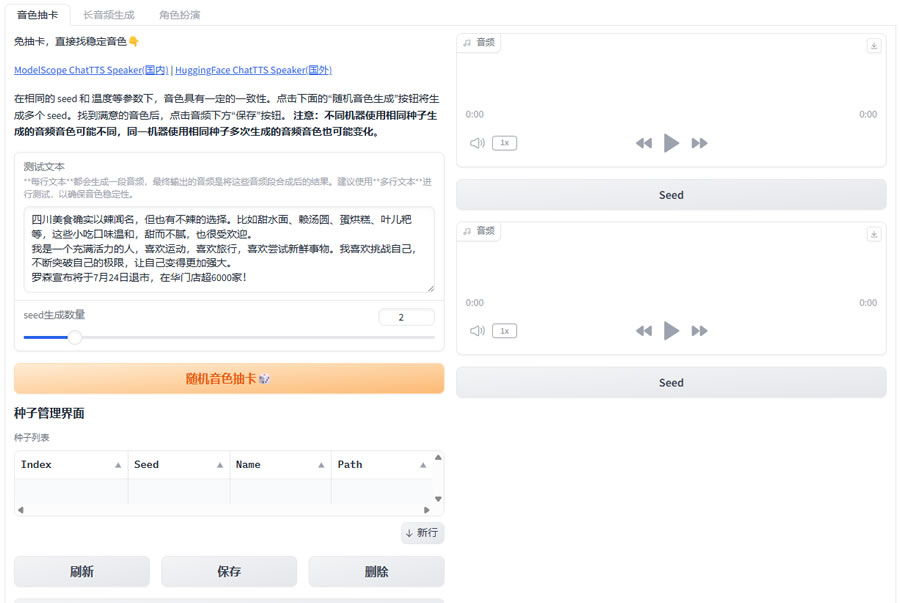 音色抽卡 长音频生成 角色扮演
免抽卡，直接找稳定音色👇
ModelScope ChatTTS Speaker(国内) | HuggingFace ChatTTS Speaker(国外)
在相同的 seed 和 温度等参数下，音色具有一定的一致性。点击下面的“随机音色生成”按钮将生
成多个 seed。找到满意的音色后，点击音频下方“保存”按钮。 注意：不同机器使用相同种子生
成的音频音色可能不同，同一机器使用相同种子多次生成的音频音色也可能变化。
测试文本
**每行文本**都会生成一段音频，最终输出的音频是将这些音频段合成后的结果。建议使用**多行文本**进
行测试，以确保音色稳定性。
四川美食确实以辣闻名，但也有不辣的选择。比如甜水面、赖汤圆、蛋烘糕、叶儿粑
等，这些小吃口味温和，甜而不腻，也很受欢迎。
我是一个充满活力的人，喜欢运动，喜欢旅行，喜欢尝试新鲜事物。我喜欢挑战自己，
不断突破自己的极限，让自己变得更加强大。
罗森宣布将于7月24日退市，在华门店超6000家！
seed生成数量
2
随机音色抽卡🎲
种子管理界面
种子列表
Index Seed Name Path
新行
刷新 保存 删除
音频
0:00 0:00
1x
Seed
音频
0:00 0:00
1x
Seed